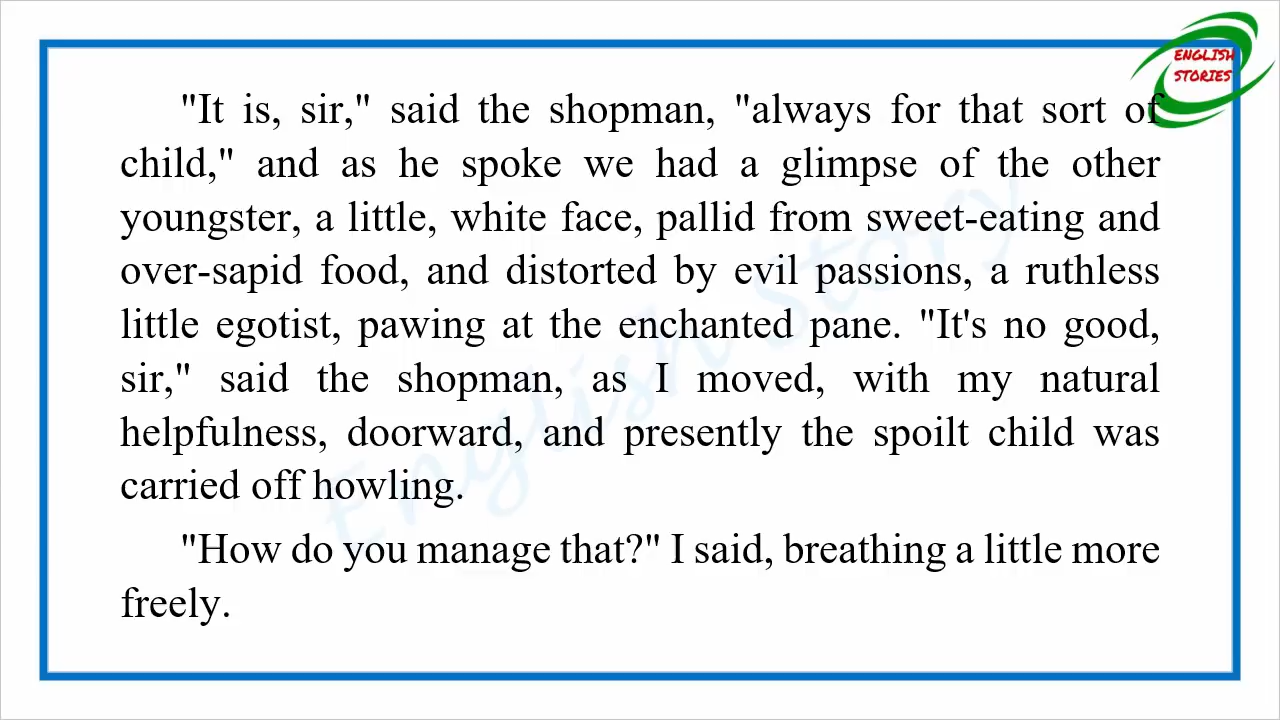 ENGLISH
STORIES
"It is, sir," said the shopman, "always for that sort of
child," and as he spoke we had a glimpse of the other
youngster, a little, white face, pallid from sweet-eating and
over-sapid food, and distorted by evil passions, a ruthless
little egotist, pawing at the enchanted pane. "It's no good,
sir," said the shopman, as I moved, with my natural
helpfulness, doorward, and presently the spoilt child was
carried off howling.
"How do you manage that?" I said, breathing a little more
freely.
English Story